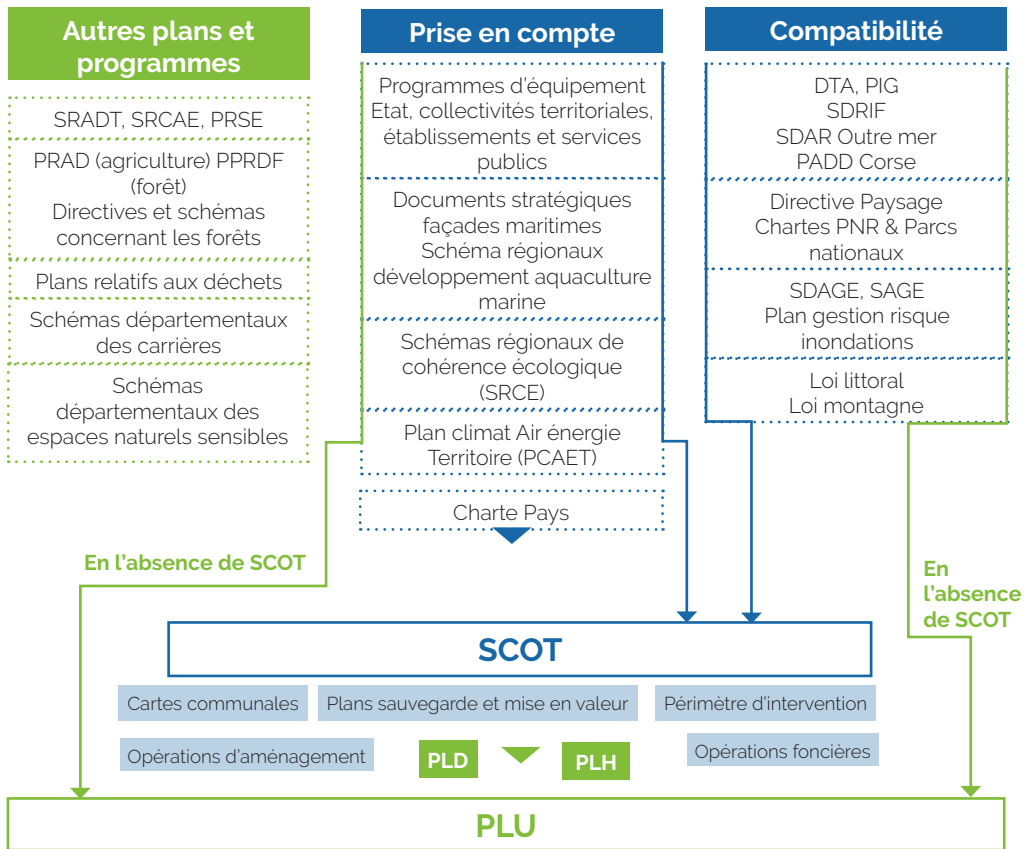 Autres plans et
programmes
SRADT, SRCAE, PRSE
PRAD (agriculture) PPRDF
(forêt)
Directives et schémas
concernant les forêts
Plans relatifs aux déchets
Schémas départementaux
des carrières
Schémas
départementaux des
espaces naturels sensibles
Prise en compte
Programmes d'équipement
Etat, collectivités territoriales,
établissements et services
publics
Documents stratégiques
façades maritimes
Schéma régionaux
développement aquaculture
marine
Schémas régionaux de
cohérence écologique
(SRCE)
Plan climat Air énergie
Territoire (PCAET)
Charte Pays
Compatibilité
DTA, PIG
SDRIF
SDAR Outre mer
PADD Corse
Directive Paysage
Chartes PNR & Parcs
nationaux
SDAGE, SAGE
Plan gestion risque
inondations
Loi littoral
Loi montagne
En l'absence de SCOT
En
l'absence
de SCOT
SCOT
Cartes communales
Plans sauvegarde et mise en valeur
Périmètre d'intervention
Opérations d'aménagement
PLD
PLH
Opérations foncières
PLU